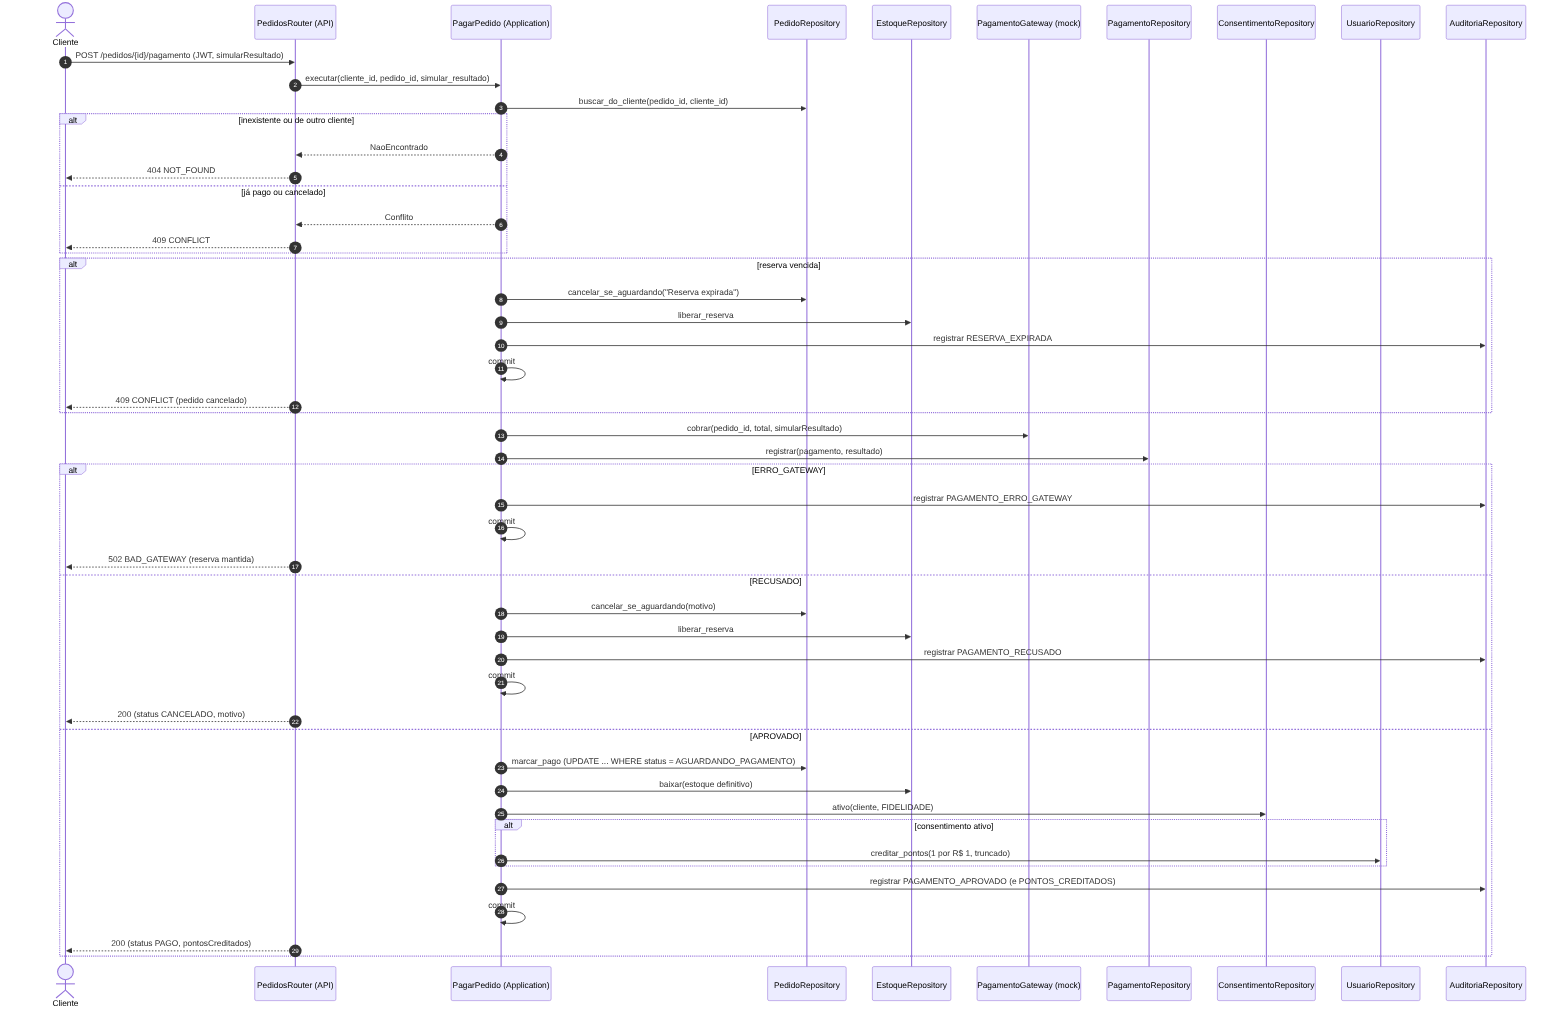 Cliente
PedidosRouter (API)
PagarPedido (Application)
PedidoRepository
EstoqueRepository
PagamentoGateway (mock)
PagamentoRepository
ConsentimentoRepository
UsuarioRepository
AuditoriaRepository
1 POST /pedidos/{id}/pagamento (JWT, simularResultado)
2 executar(cliente_id, pedido_id, simular_resultado)
3 buscar_do_cliente(pedido_id, cliente_id)
alt [inexistente ou de outro cliente]
NaoEncontrado 4
404 NOT_FOUND 5
[já pago ou cancelado]
Conflito 6
409 CONFLICT 7
alt [reserva vencida]
8 cancelar_se_aguardando("Reserva expirada")
9 liberar_reserva
10 registrar RESERVA_EXPIRADA
commit
11
409 CONFLICT (pedido cancelado) 12
13 cobrar(pedido_id, total, simularResultado)
14 registrar(pagamento, resultado)
alt [ERRO_GATEWAY]
15 registrar PAGAMENTO_ERRO_GATEWAY
commit
16
502 BAD_GATEWAY (reserva mantida) 17
[RECUSADO]
18 cancelar_se_aguardando(motivo)
19 liberar_reserva
20 registrar PAGAMENTO_RECUSADO
commit
21
200 (status CANCELADO, motivo) 22
[APROVADO]
23 marcar_pago (UPDATE ... WHERE status = AGUARDANDO_PAGAMENTO)
24 baixar(estoque definitivo)
25 ativo(cliente, FIDELIDADE)
alt [consentimento ativo]
26 creditar_pontos(1 por R$ 1, truncado)
27 registrar PAGAMENTO_APROVADO (e PONTOS_CREDITADOS)
commit
28
200 (status PAGO, pontosCreditados) 29
Cliente
PedidosRouter (API)
PagarPedido (Application)
PedidoRepository
EstoqueRepository
PagamentoGateway (mock)
PagamentoRepository
ConsentimentoRepository
UsuarioRepository
AuditoriaRepository